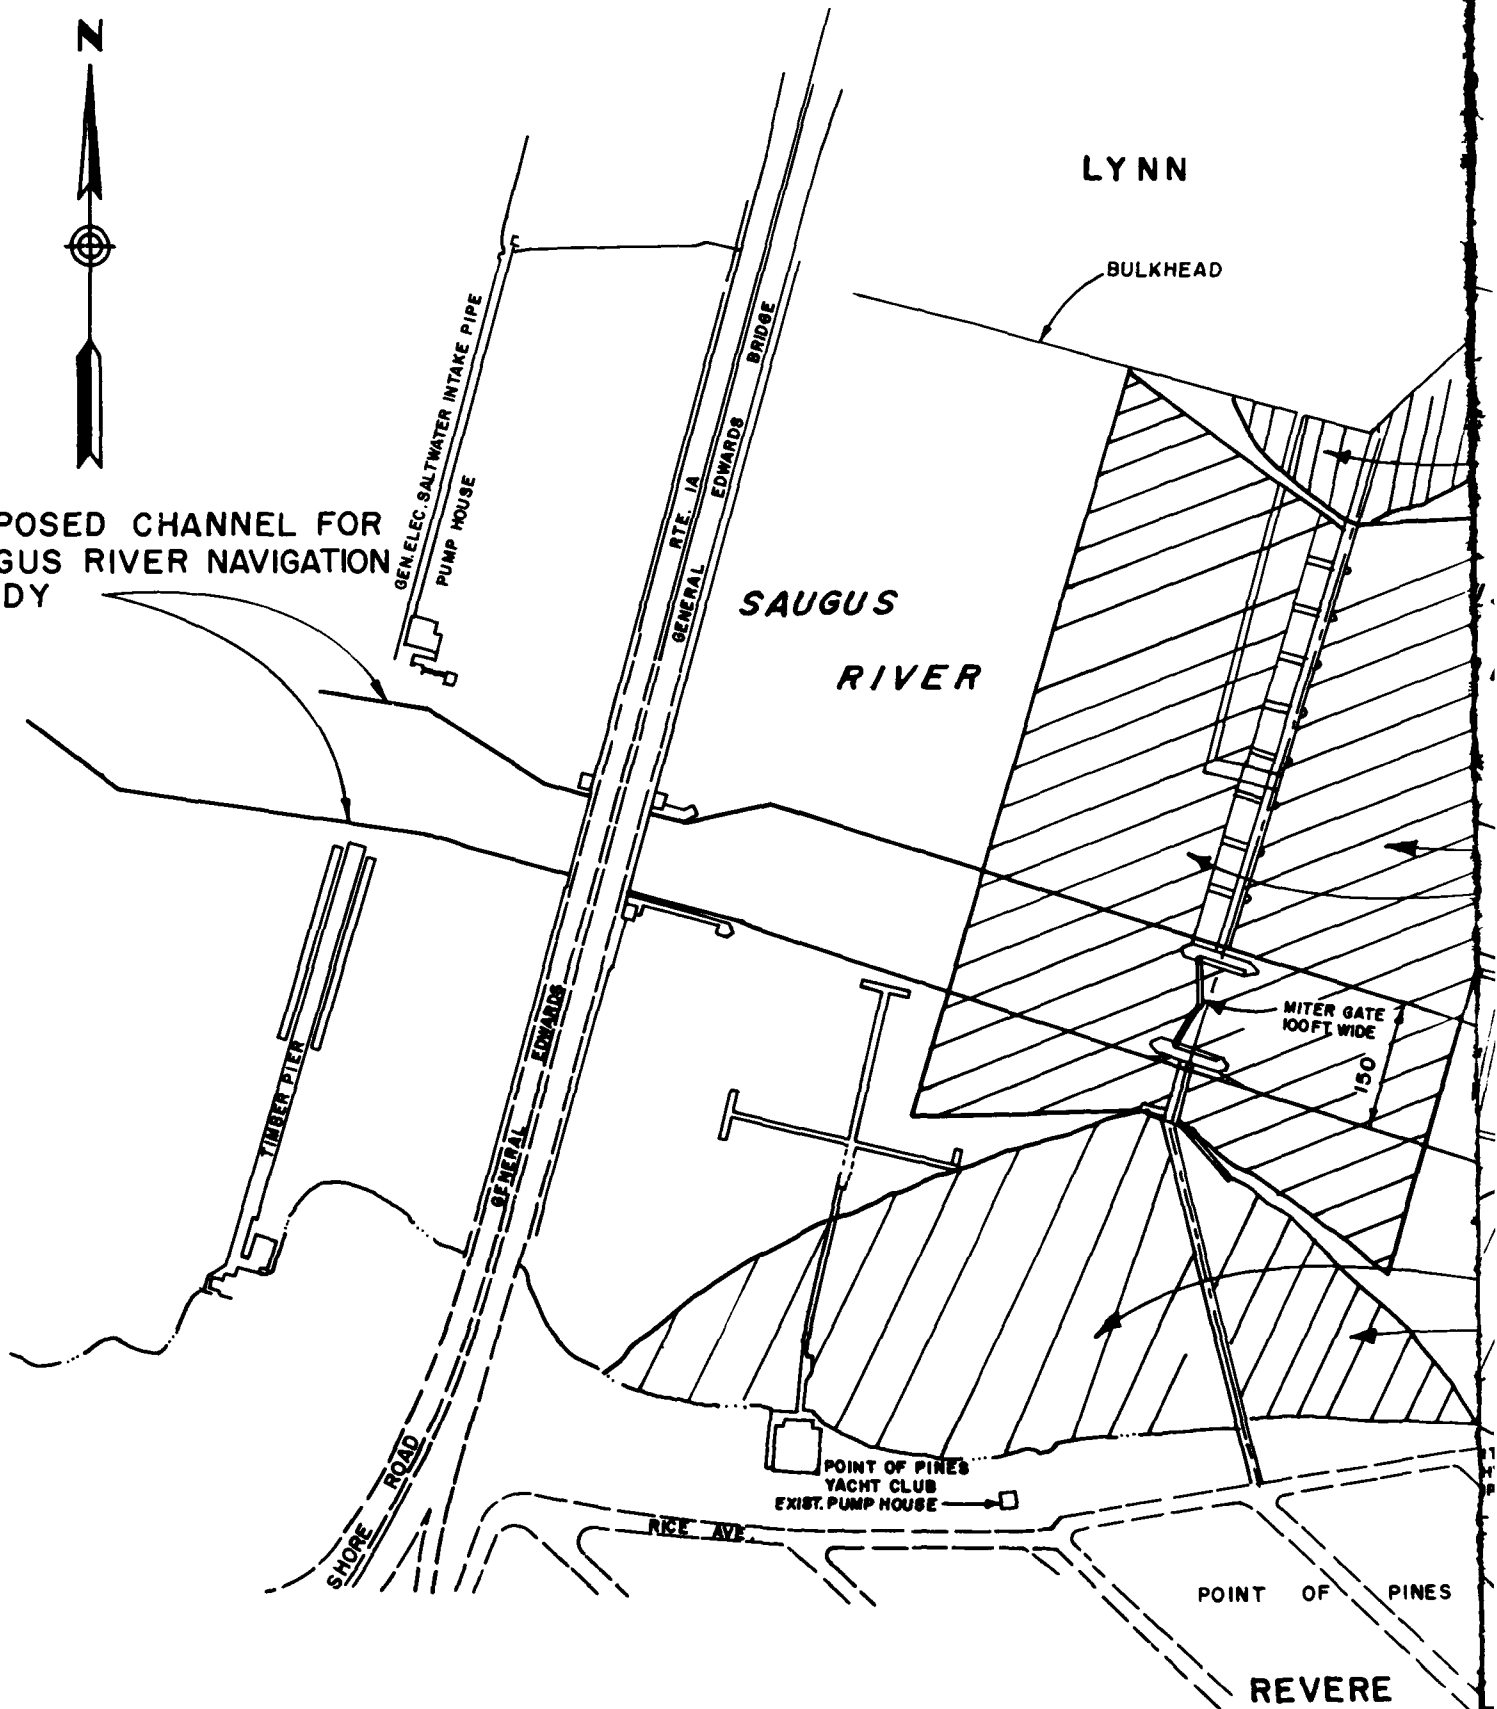 N
LYNN
BULKHEAD
GEN. ELEC. SALTWATER INTAKE PIPE
PUMP HOUSE
RTE. 1A
GENERAL EDWARDS BRIDGE
POSED CHANNEL FOR
GUS RIVER NAVIGATION
DY
SAUGUS
RIVER
MITER GATE
100 FT. WIDE
150
TIMBER PIER
GENERAL EDWARDS
SHORE ROAD
POINT OF PINES
YACHT CLUB
EXIST. PUMP HOUSE
RICE AVE.
POINT OF PINES
REVERE